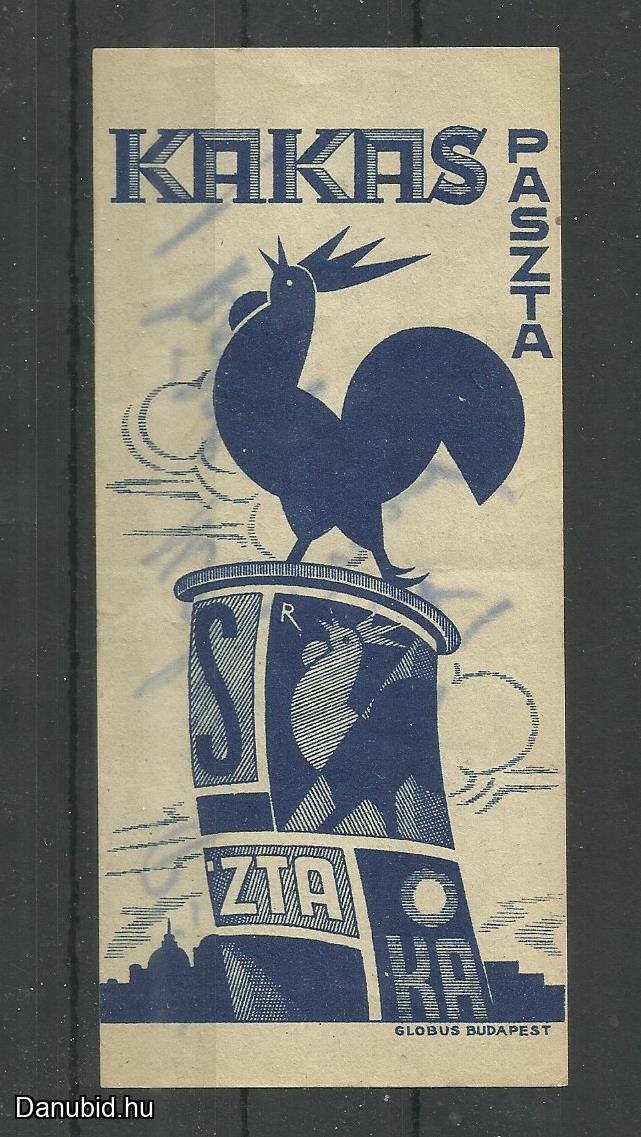 KAKAS
PASZTA
S
R
ZTA
KA
GLOBUS BUDAPEST
Danubid.hu